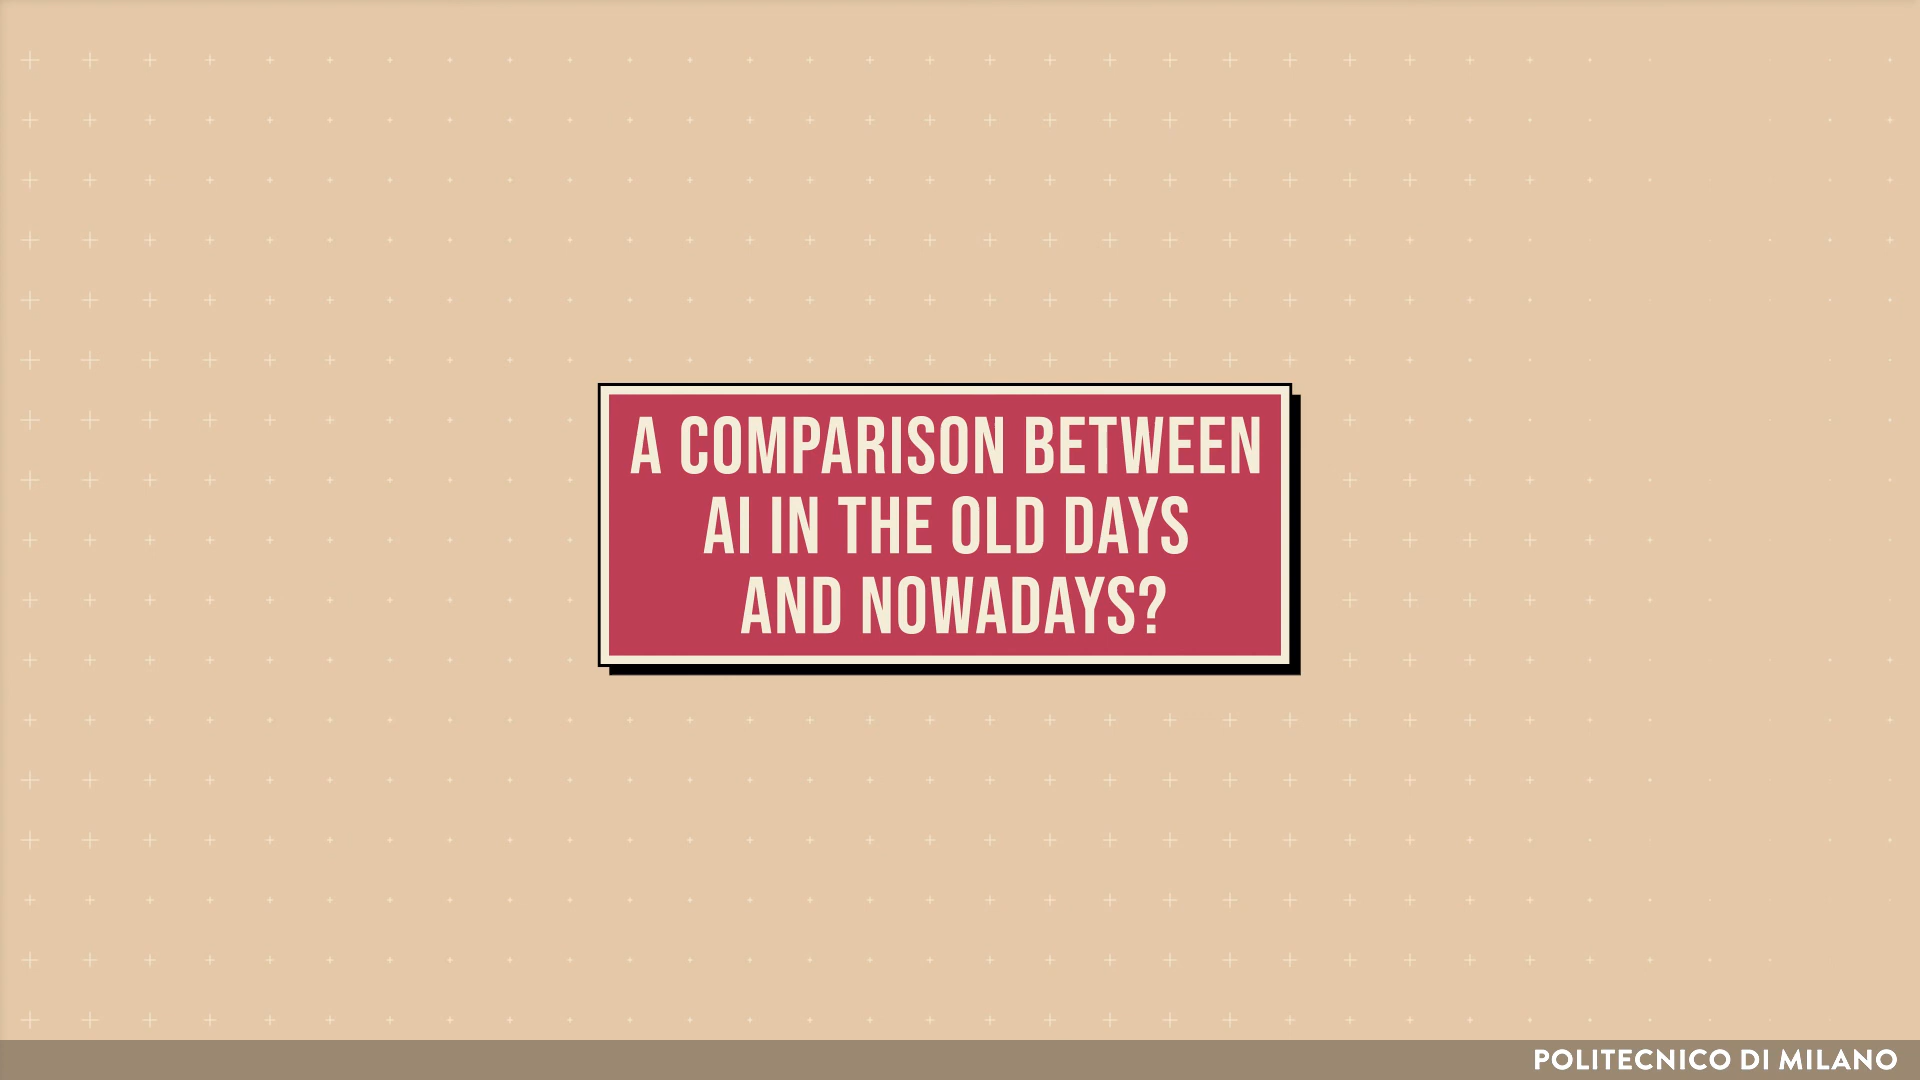 A COMPARISON BETWEEN
AI IN THE OLD DAYS
AND NOWADAYS?
POLITECNICO DI MILANO